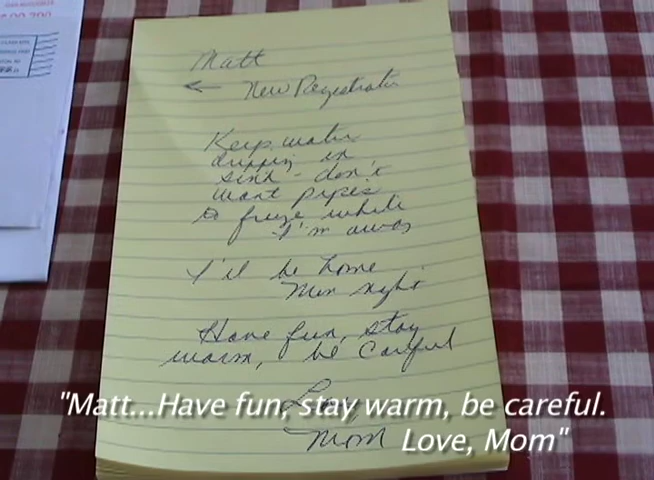 Matt
← New Registration
Keep water
dripping in
sink - don't
want pipes
to freeze while
I'm away
I'll be home
Mon night.
Have fun, stay
warm, be careful
Love
Mom
"Matt...Have fun, stay warm, be careful.
Love, Mom"